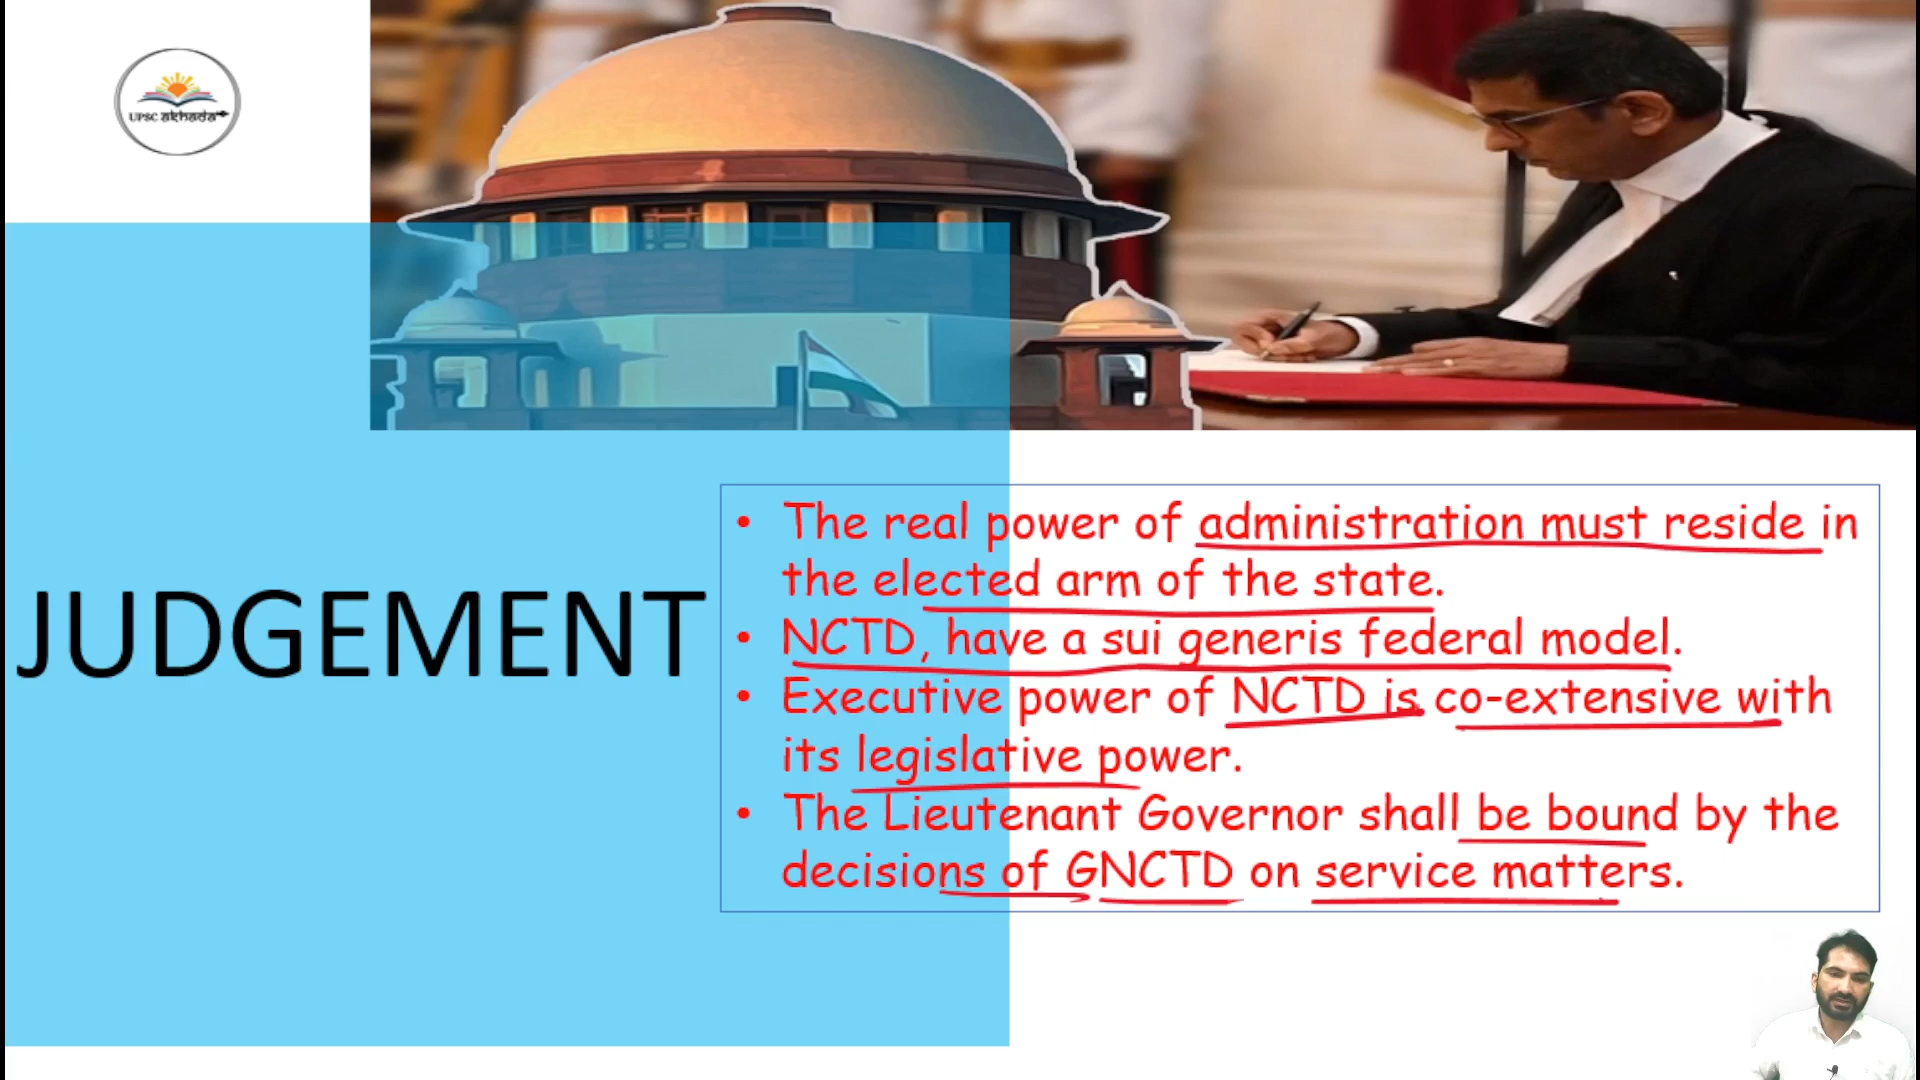 UPSC akhada
JUDGEMENT
• The real power of administration must reside in
the elected arm of the state.
• NCTD, have a sui generis federal model.
• Executive power of NCTD is co-extensive with
its legislative power.
• The Lieutenant Governor shall be bound by the
decisions of GNCTD on service matters.